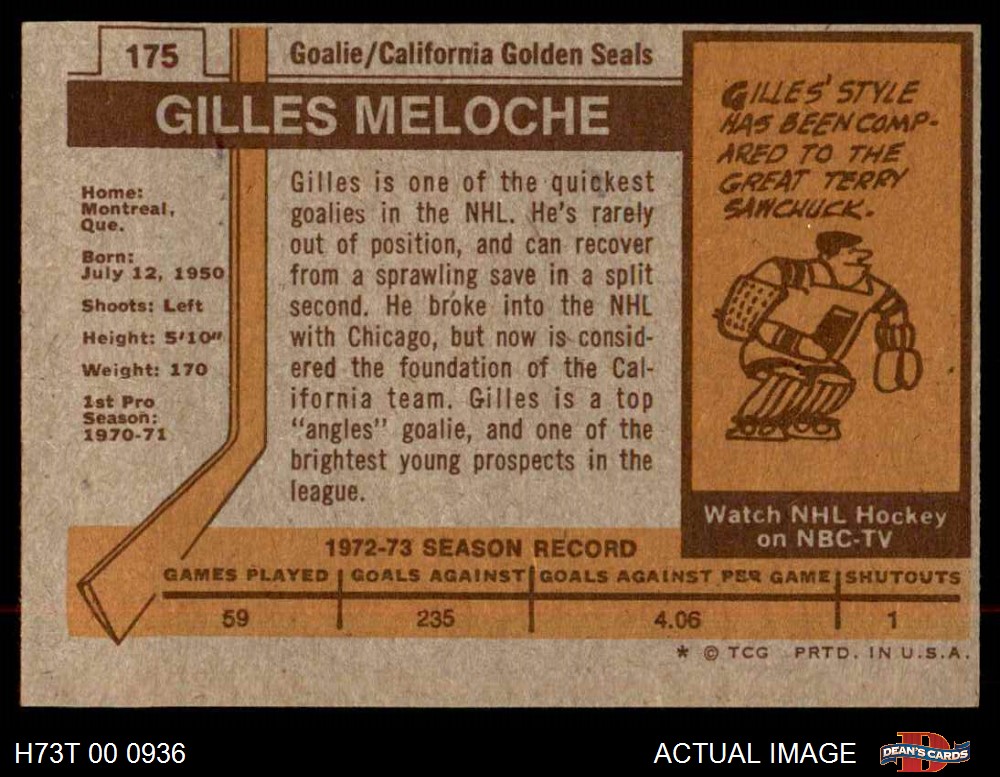 175
Goalie/California Golden Seals
GILLES MELOCHE
Home:
Montreal,
Que.
Born:
July 12, 1950
Shoots: Left
Height: 5'10"
Weight: 170
1st Pro
Season:
1970-71
Gilles is one of the quickest
goalies in the NHL. He's rarely
out of position, and can recover
from a sprawling save in a split
second. He broke into the NHL
with Chicago, but now is consid-
ered the foundation of the Cal-
ifornia team. Gilles is a top
"angles" goalie, and one of the
brightest young prospects in the
league.
GILLES' STYLE
HAS BEEN COMP-
ARED TO THE
GREAT TERRY
SAWCHUCK.
Watch NHL Hockey
on NBC-TV
1972-73 SEASON RECORD
GAMES PLAYED GOALS AGAINST GOALS AGAINST PER GAME SHUTOUTS
59 235 4.06 1
* © TCG PRTD. IN U.S.A.
H73T 00 0936
ACTUAL IMAGE
D
DEAN'S CARDS